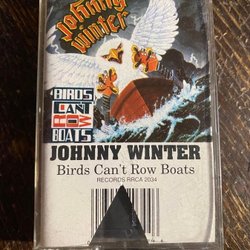 Johnny
Winter
BIRDS
CAN'T
ROW
BOATS
JOHNNY WINTER
Birds Can't Row Boats
RECORDS RRCA 2034